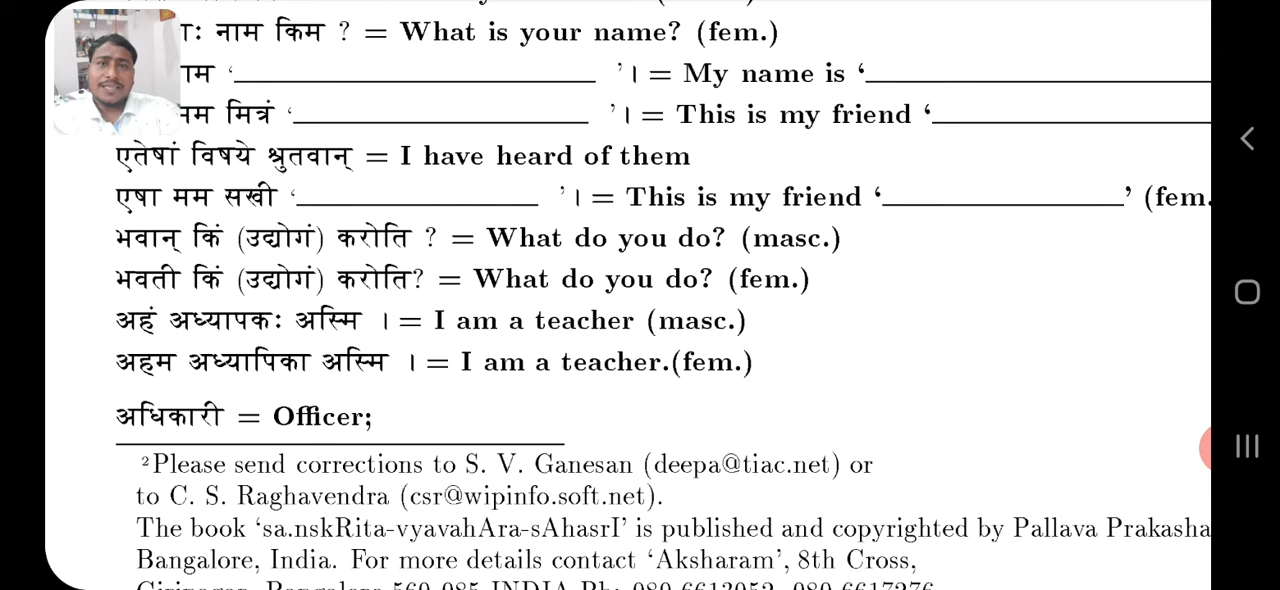 नाम किम ? = What is your name? (fem.)
‘ ’। = My name is ‘
मित्रं ‘ ’। = This is my friend ‘
एतेषां विषये श्रुतवान् = I have heard of them
एषा मम सखी ‘ ’। = This is my friend ‘ ’ (fem.
भवान् किं (उद्योगं) करोति ? = What do you do? (masc.)
भवती किं (उद्योगं) करोति? = What do you do? (fem.)
अहं अध्यापकः अस्मि । = I am a teacher (masc.)
अहम अध्यापिका अस्मि । = I am a teacher.(fem.)
अधिकारी = Officer;
²Please send corrections to S. V. Ganesan (deepa@tiac.net) or
to C. S. Raghavendra (csr@wipinfo.soft.net).
The book ‘sa.nskRita-vyavahAra-sAhasrI’ is published and copyrighted by Pallava Prakasha
Bangalore, India. For more details contact ‘Aksharam’, 8th Cross,